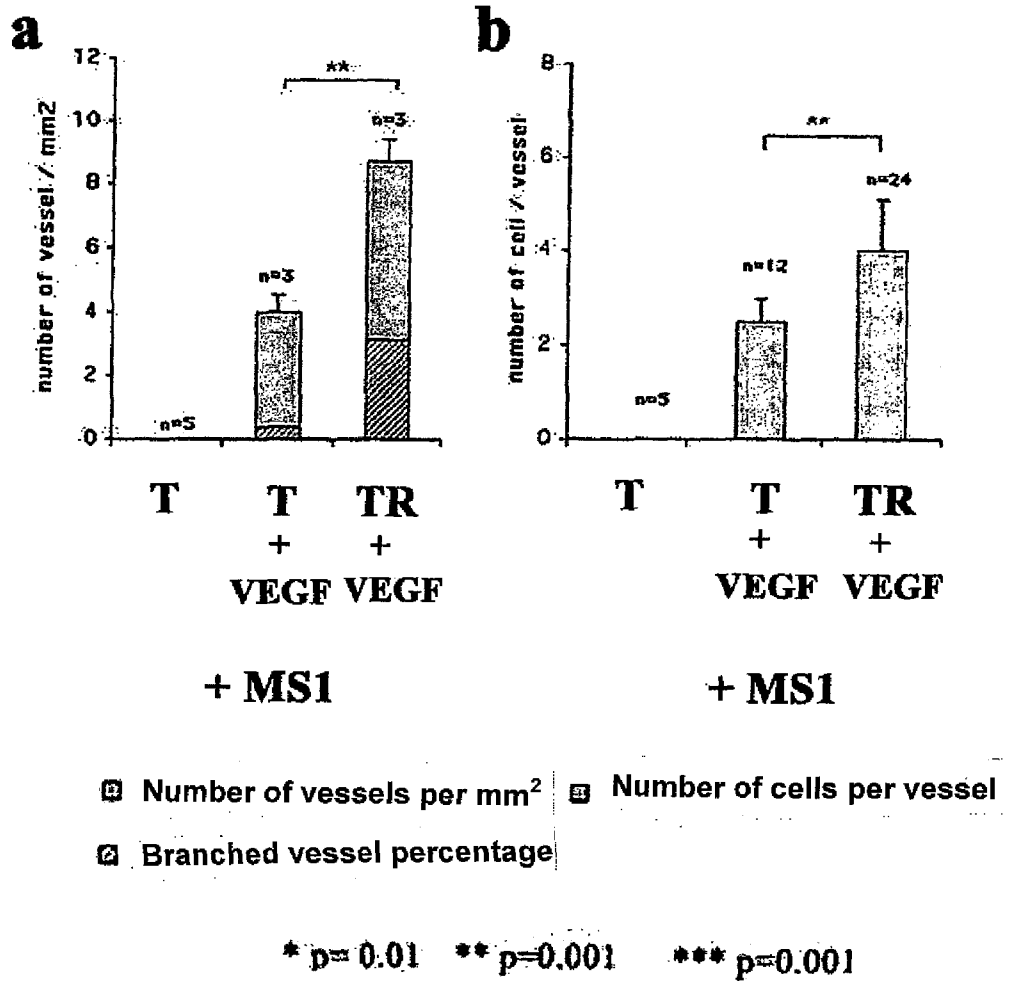 a
number of vessel / mm2
12
10
8
6
4
2
0
n=5
n=3
n=3
**
T T TR
+ +
VEGF VEGF
+ MS1
b
number of cell / vessel
8
6
4
2
0
n=5
n=12
n=24
**
T T TR
+ +
VEGF VEGF
+ MS1
Number of vessels per mm2
Branched vessel percentage
Number of cells per vessel
* p= 0.01 ** p=0.001 *** p=0.001